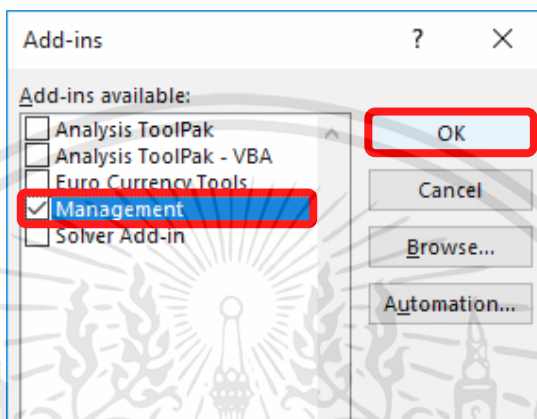 Add-ins ? ×
Add-ins available:
Analysis ToolPak
Analysis ToolPak - VBA
Euro Currency Tools
Management
Solver Add-in
OK
Cancel
Browse...
Automation...